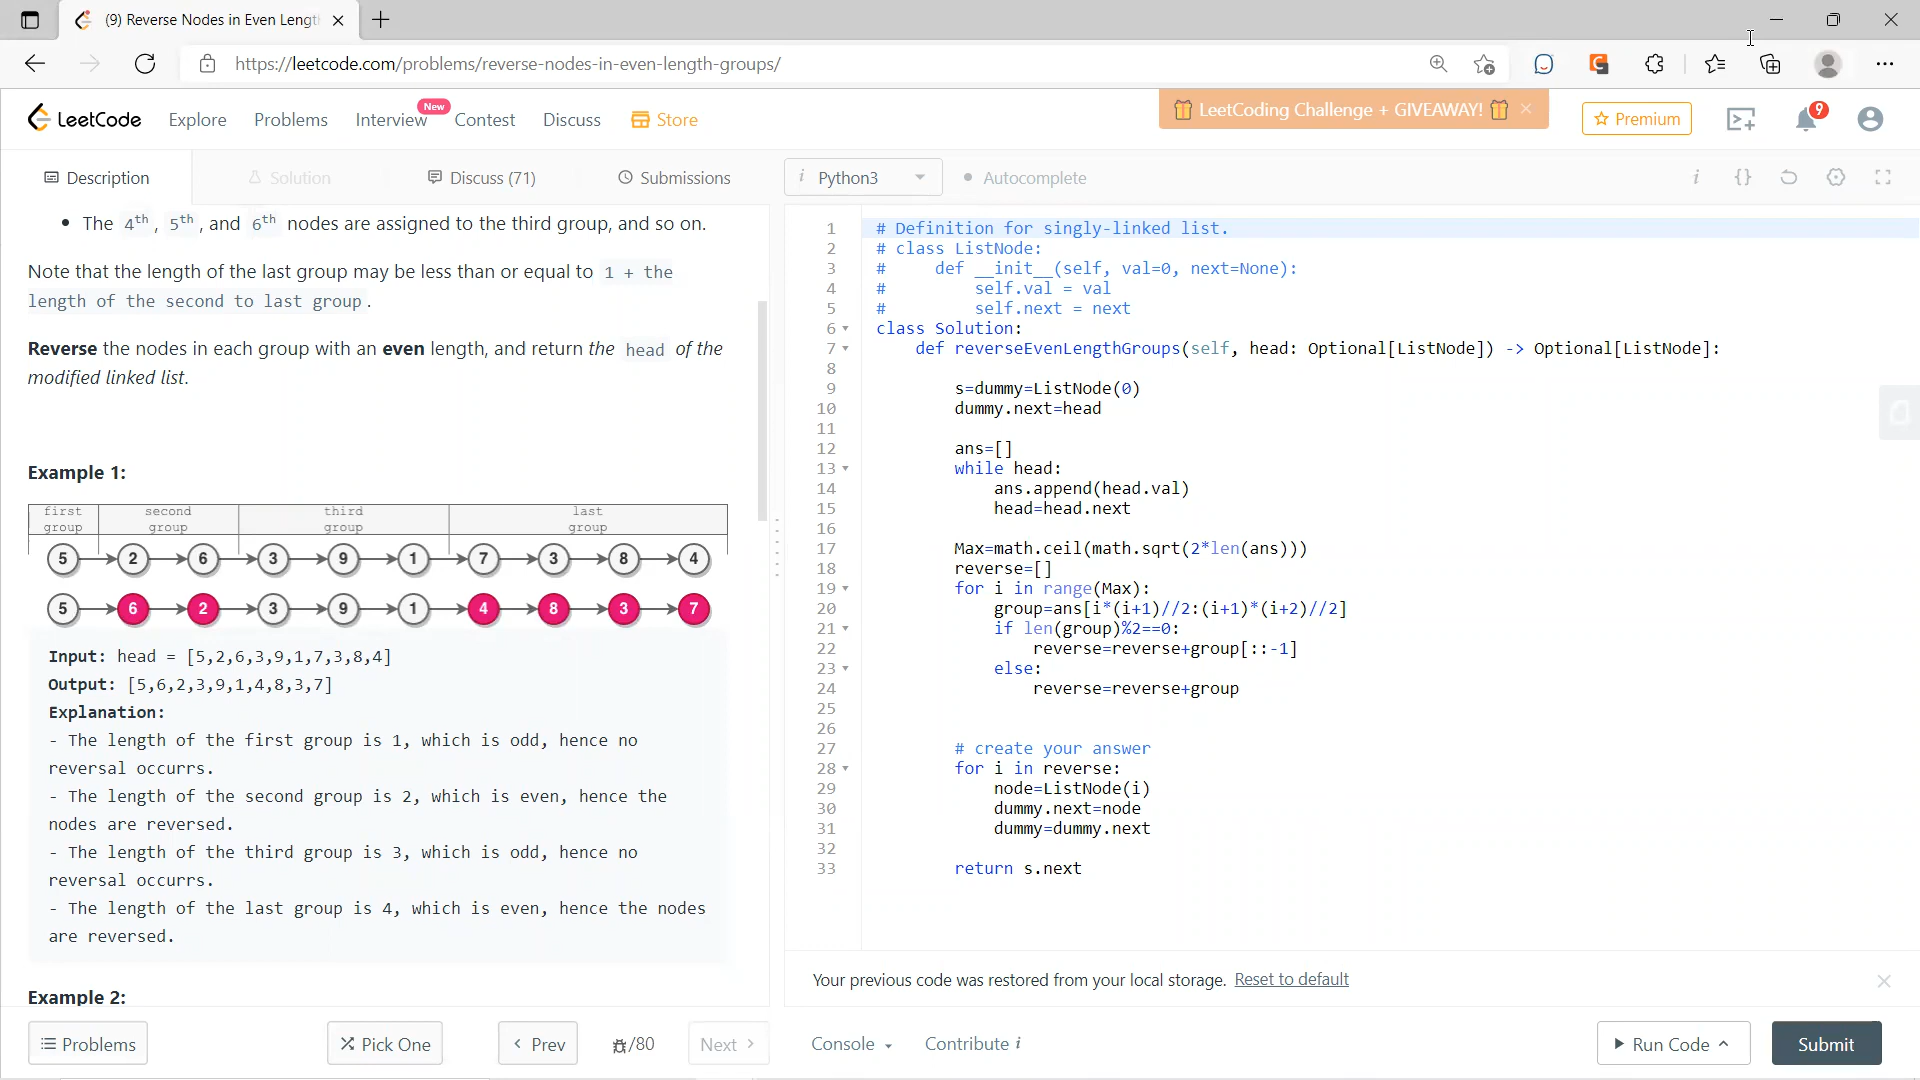 (9) Reverse Nodes in Even Lengt
https://leetcode.com/problems/reverse-nodes-in-even-length-groups/
LeetCode
Explore
Problems
Interview
New
Contest
Discuss
Store
LeetCoding Challenge + GIVEAWAY!
Premium
9
Description
Solution
Discuss (71)
Submissions
i Python3
Autocomplete
i
{}
• The 4th, 5th, and 6th nodes are assigned to the third group, and so on.
Note that the length of the last group may be less than or equal to 1 + the
length of the second to last group.
Reverse the nodes in each group with an even length, and return the head of the
modified linked list.
Example 1:
first group
second group
third group
last group
5 2 6 3 9 1 7 3 8 4
5 6 2 3 9 1 4 8 3 7
Input: head = [5,2,6,3,9,1,7,3,8,4]
Output: [5,6,2,3,9,1,4,8,3,7]
Explanation:
- The length of the first group is 1, which is odd, hence no
reversal occurrs.
- The length of the second group is 2, which is even, hence the
nodes are reversed.
- The length of the third group is 3, which is odd, hence no
reversal occurrs.
- The length of the last group is 4, which is even, hence the nodes
are reversed.
Example 2:
1 # Definition for singly-linked list.
2 # class ListNode:
3 #     def __init__(self, val=0, next=None):
4 #         self.val = val
5 #         self.next = next
6 class Solution:
7     def reverseEvenLengthGroups(self, head: Optional[ListNode]) -> Optional[ListNode]:
8
9         s=dummy=ListNode(0)
10         dummy.next=head
11
12         ans=[]
13         while head:
14             ans.append(head.val)
15             head=head.next
16
17         Max=math.ceil(math.sqrt(2*len(ans)))
18         reverse=[]
19         for i in range(Max):
20             group=ans[i*(i+1)//2:(i+1)*(i+2)//2]
21             if len(group)%2==0:
22                 reverse=reverse+group[::-1]
23             else:
24                 reverse=reverse+group
25
26
27         # create your answer
28         for i in reverse:
29             node=ListNode(i)
30             dummy.next=node
31             dummy=dummy.next
32
33         return s.next
Your previous code was restored from your local storage. Reset to default
Problems
Pick One
Prev
/80
Next
Console
Contribute i
Run Code
Submit